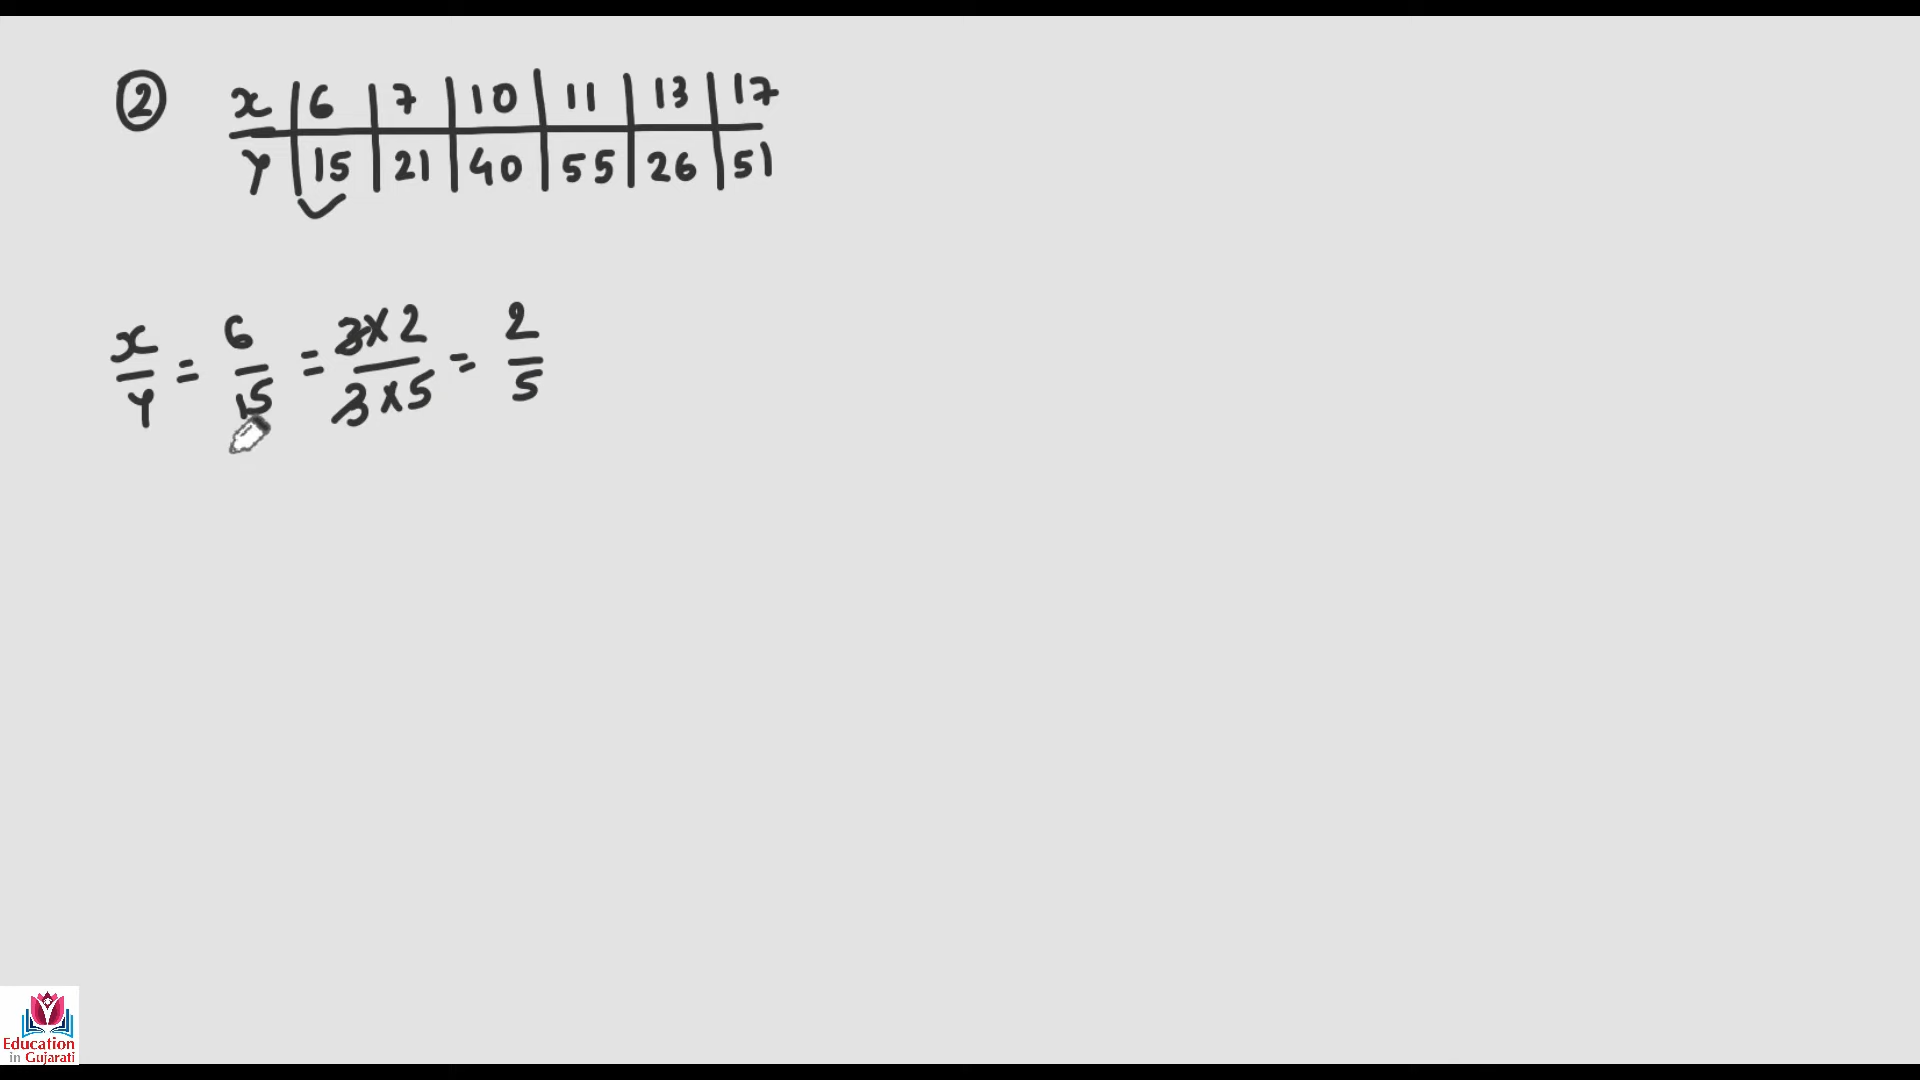 ② x | 6 | 7 | 10 | 11 | 13 | 17
y | 15 | 21 | 40 | 55 | 26 | 51
x/y = 6/15 = 3×2/3×5 = 2/5
Education
in Gujarati